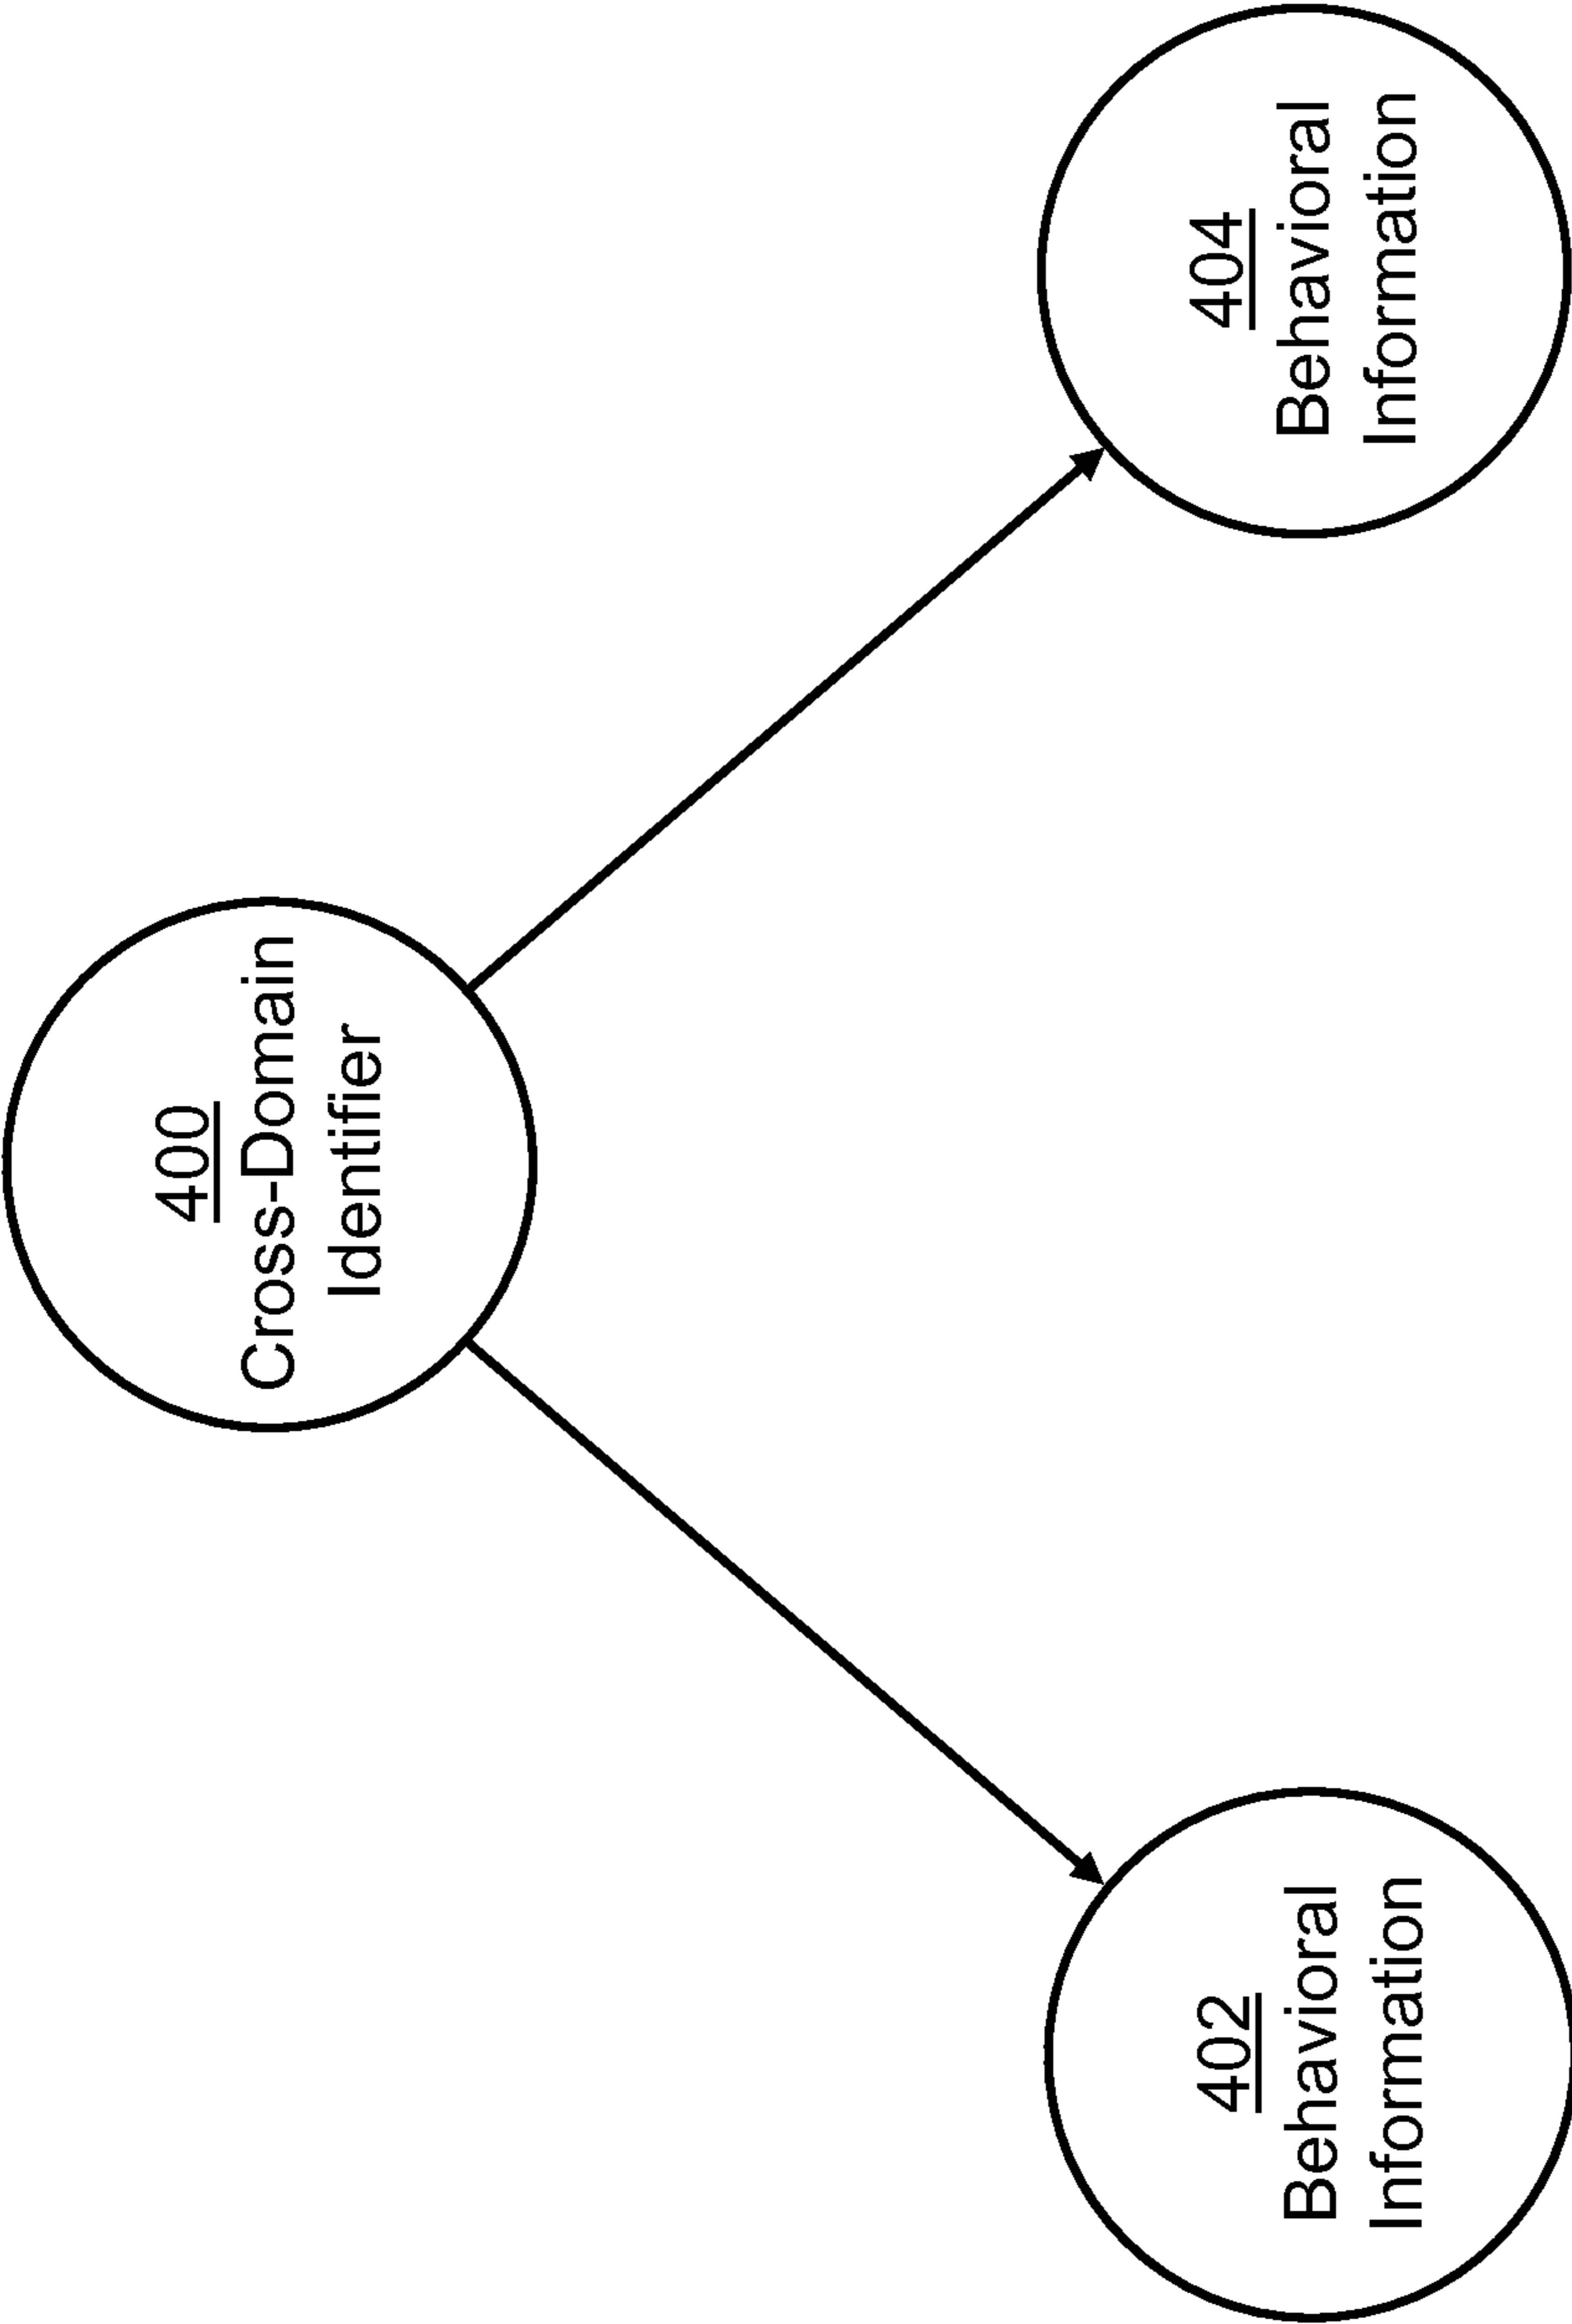 400
Cross-Domain
Identifier
402
Behavioral
Information
404
Behavioral
Information